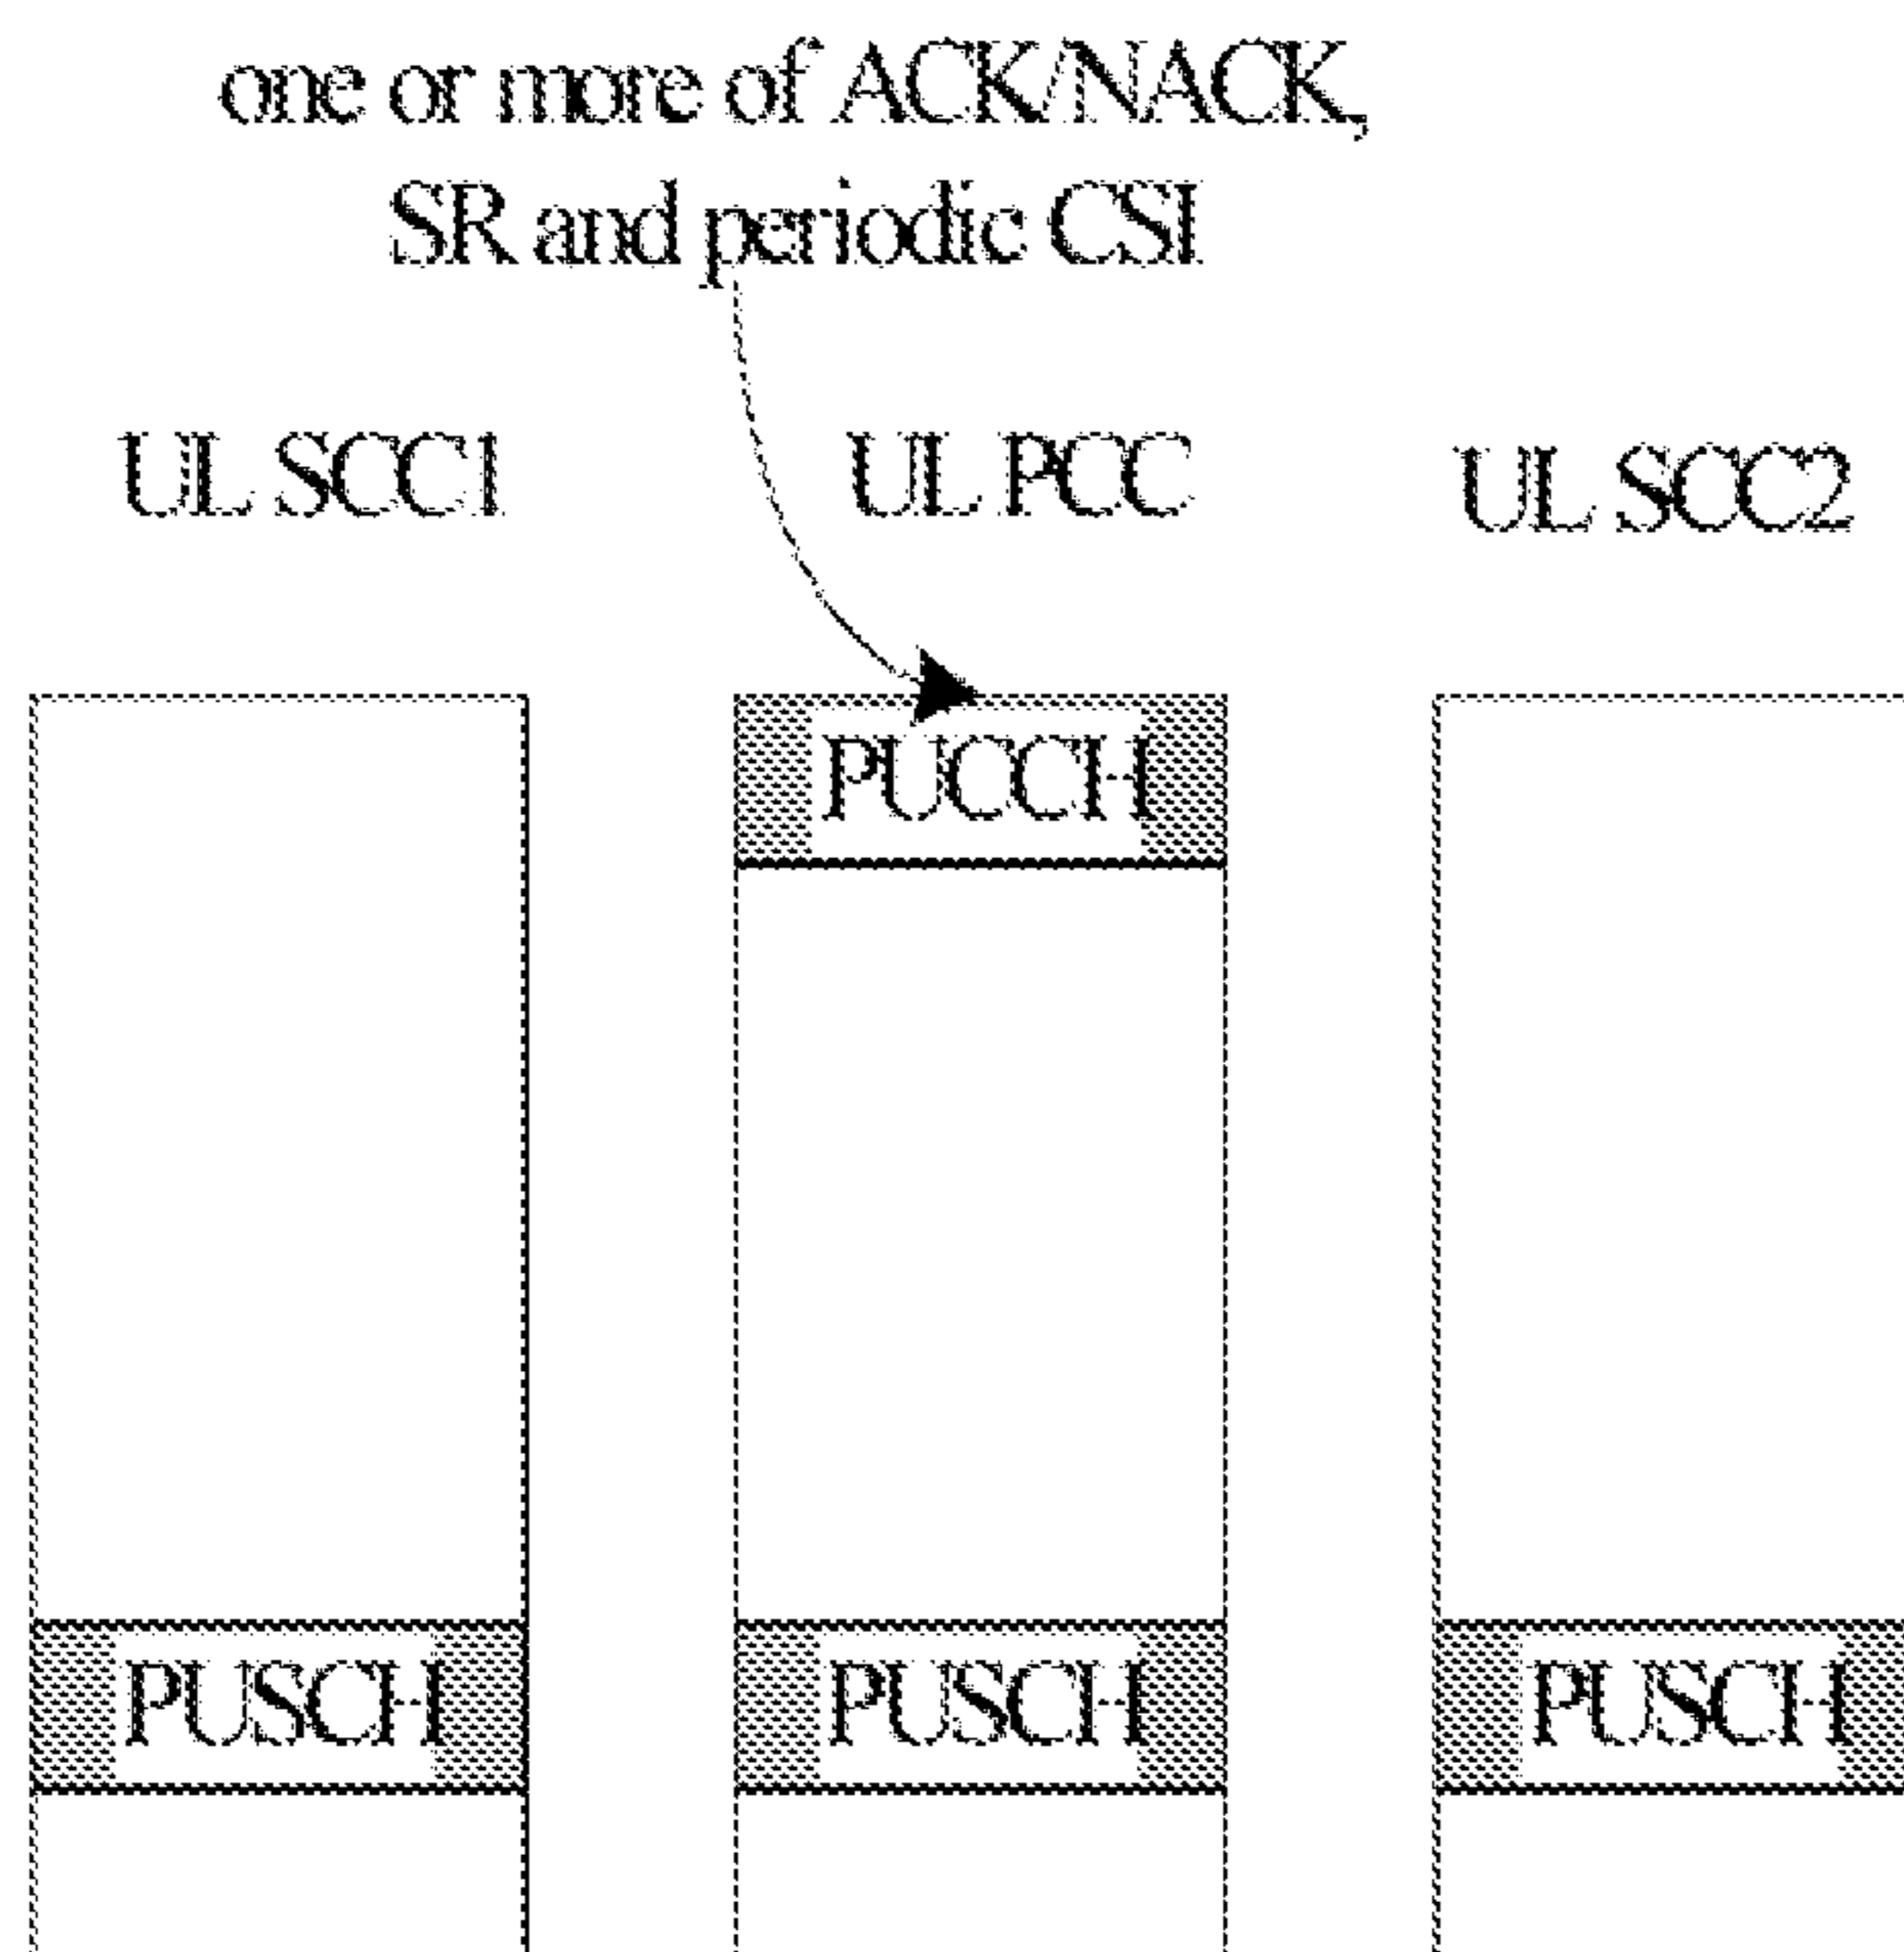 one or more of ACK/NACK,
SR and periodic CSI
UL SCC1
UL PCC
UL SCC2
PUCCH
PUSCH
PUSCH
PUSCH